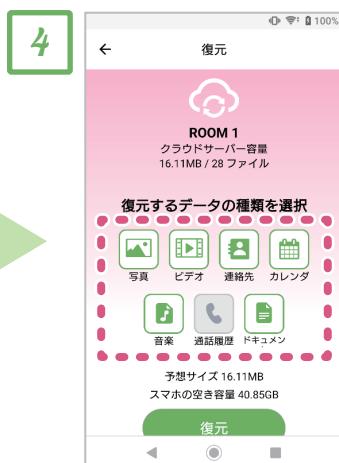 4
100%
復元
ROOM 1
クラウドサーバー容量
16.11MB / 28 ファイル
復元するデータの種類を選択
写真 ビデオ 連絡先 カレンダ
音楽 通話履歴 ドキュメン
予想サイズ 16.11MB
スマホの空き容量 40.85GB
復元